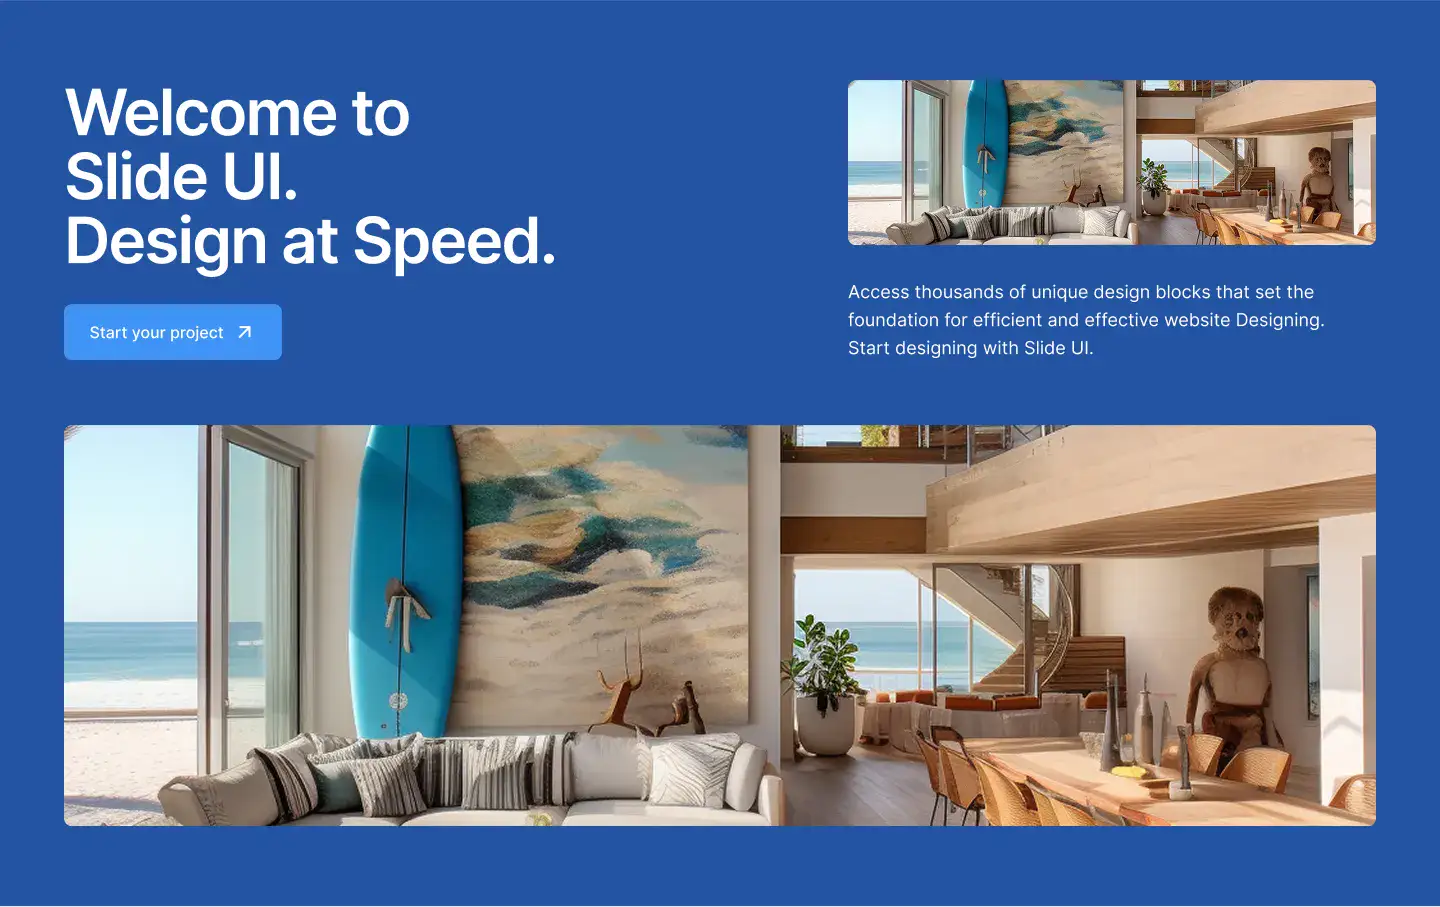 Welcome to
Slide UI.
Design at Speed.
Start your project
Access thousands of unique design blocks that set the
foundation for efficient and effective website Designing.
Start designing with Slide UI.